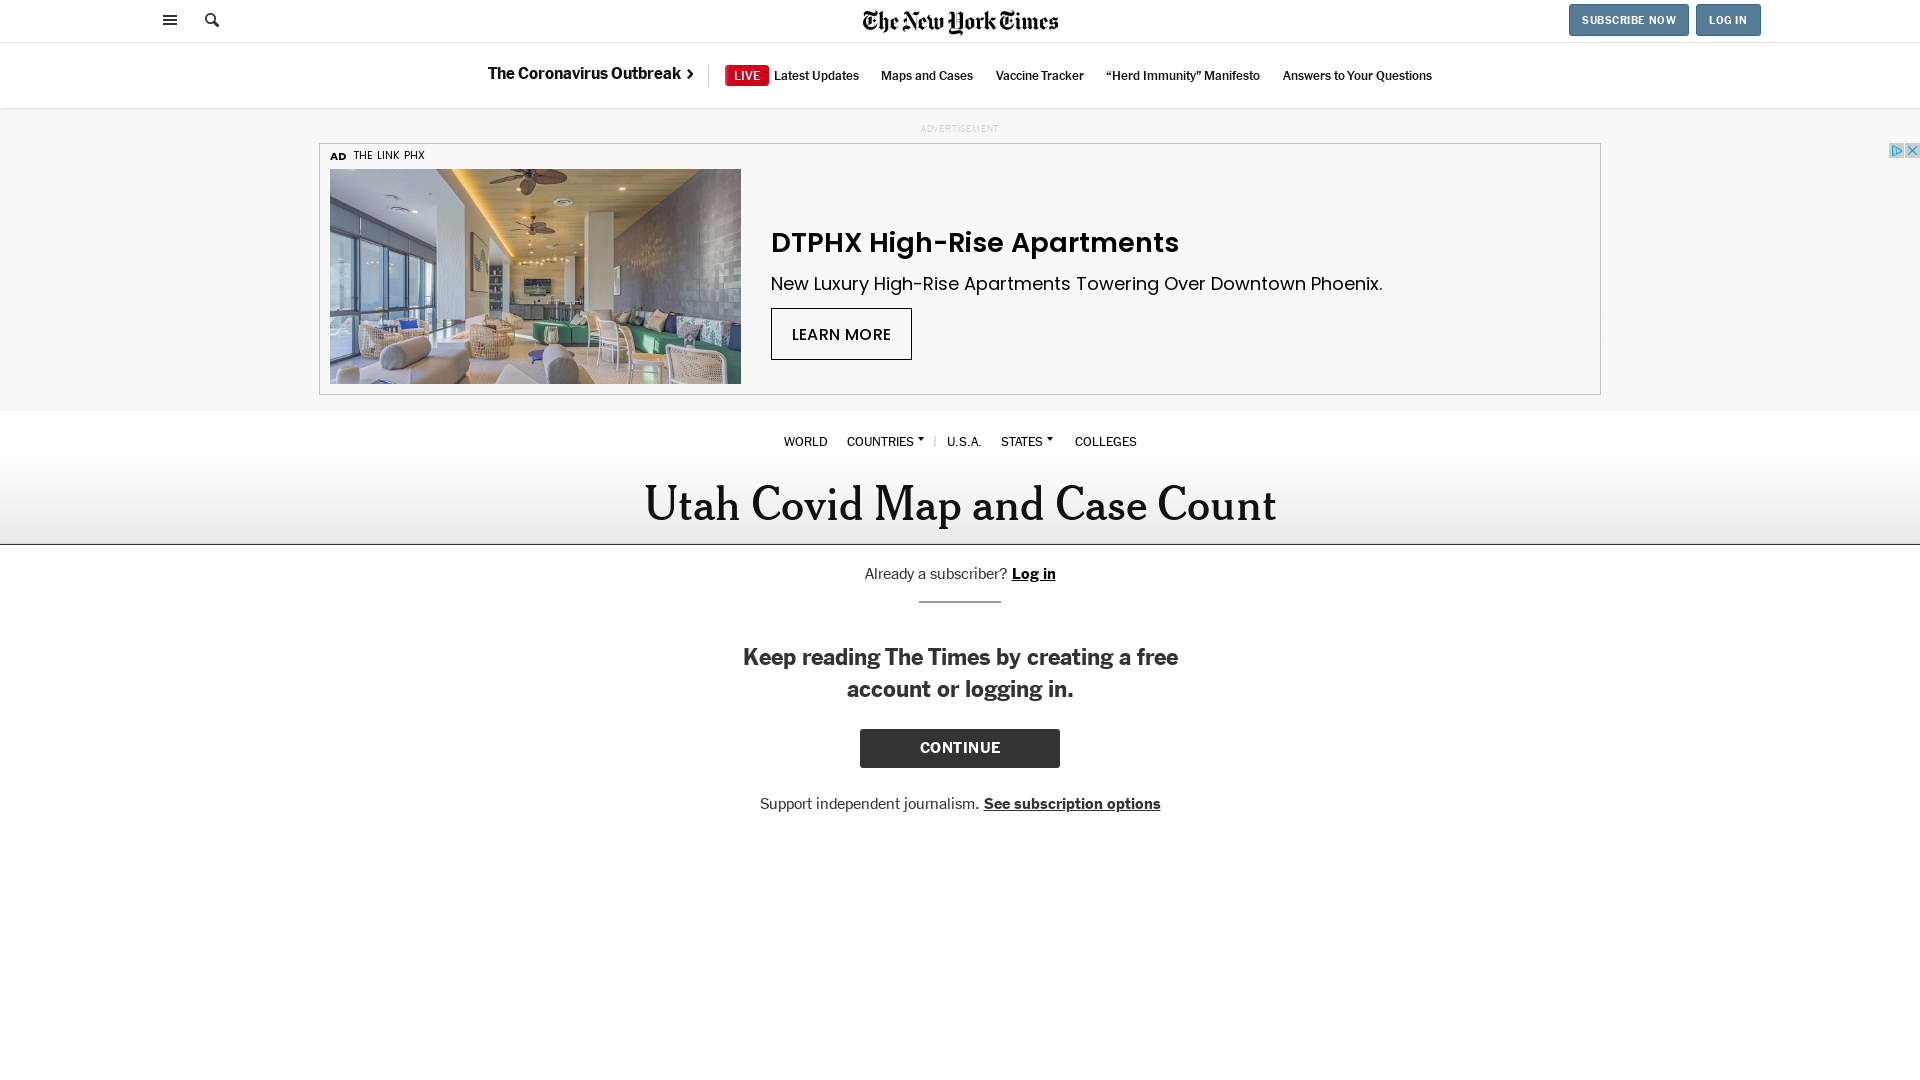 The New York Times
SUBSCRIBE NOW
LOG IN
The Coronavirus Outbreak
LIVE Latest Updates
Maps and Cases
Vaccine Tracker
“Herd Immunity” Manifesto
Answers to Your Questions
ADVERTISEMENT
AD THE LINK PHX
DTPHX High-Rise Apartments
New Luxury High-Rise Apartments Towering Over Downtown Phoenix.
LEARN MORE
WORLD COUNTRIES | U.S.A. STATES COLLEGES
Utah Covid Map and Case Count
Already a subscriber? Log in
Keep reading The Times by creating a free
account or logging in.
CONTINUE
Support independent journalism. See subscription options